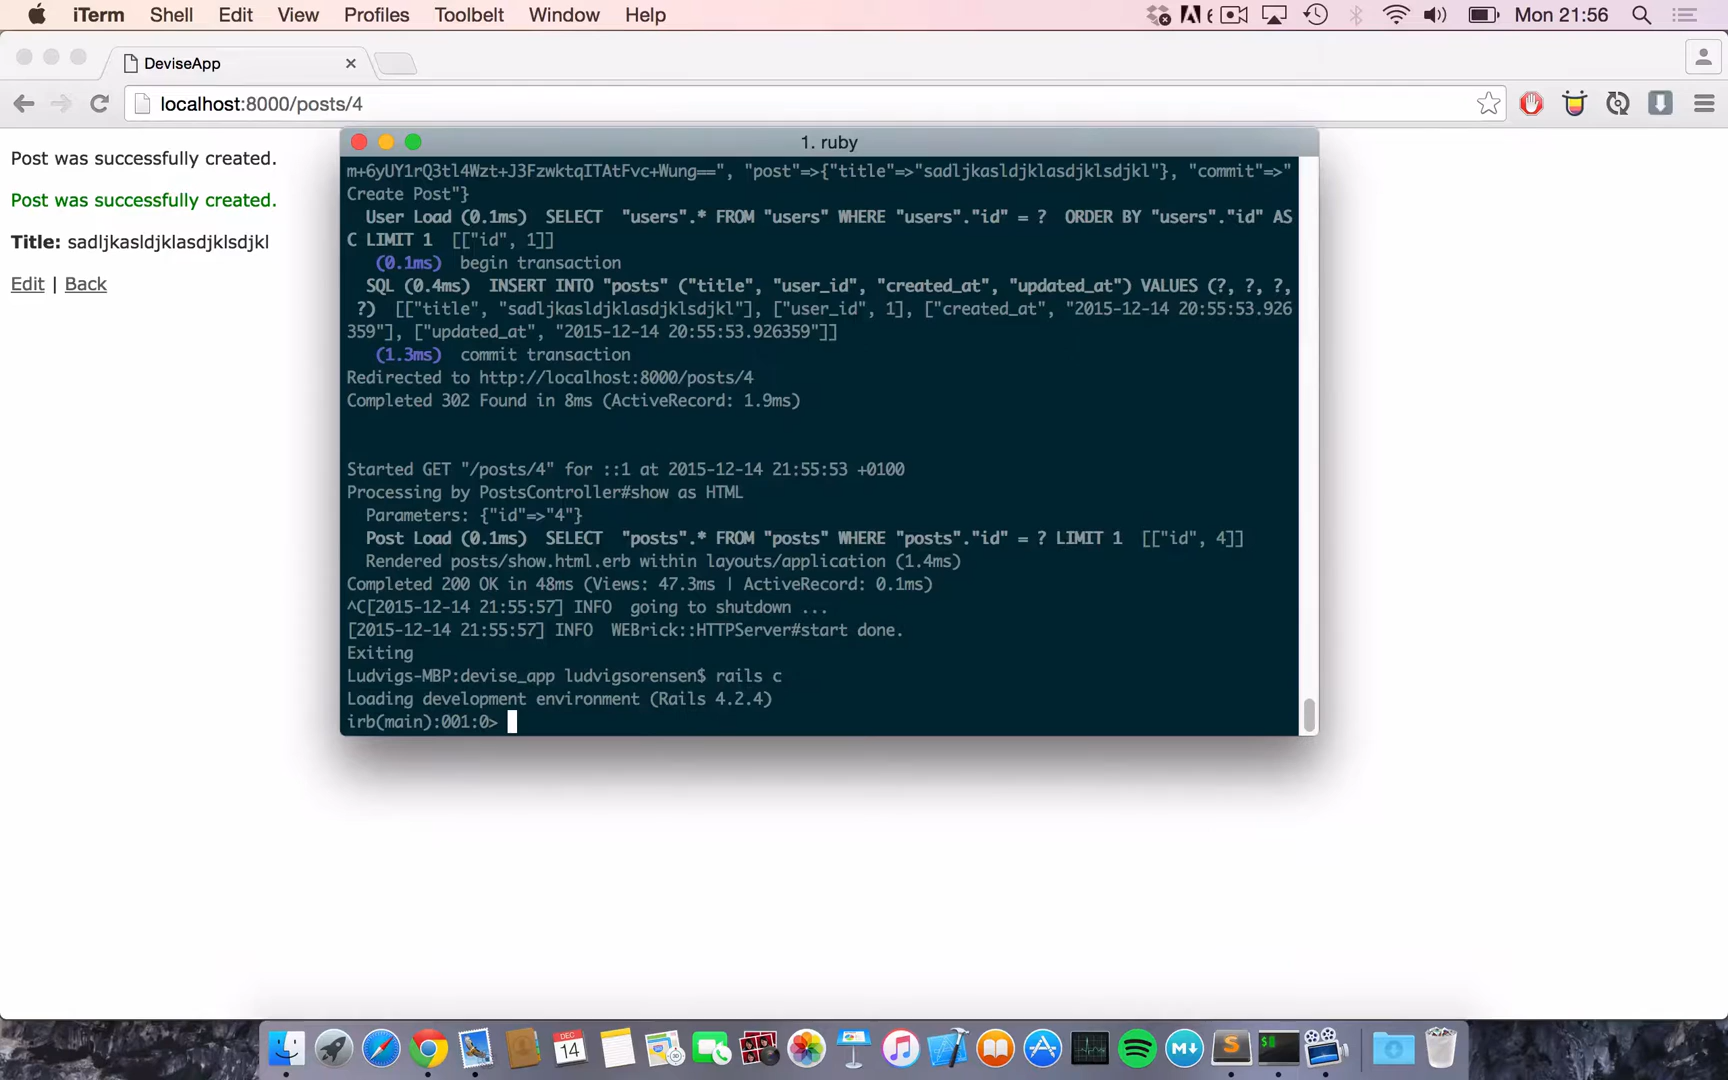 iTerm Shell Edit View Profiles Toolbelt Window Help Mon 21:56
DeviseApp
localhost:8000/posts/4
Post was successfully created.
Post was successfully created.
Title: sadljkasldjklasdjklsdjkl
Edit | Back
1. ruby
m+6yUY1rQ3tl4Wzt+J3FzwktqITAtFvc+Wung==", "post"=>{"title"=>"sadljkasldjklasdjklsdjkl"}, "commit"=>"
Create Post"}
User Load (0.1ms) SELECT "users".* FROM "users" WHERE "users"."id" = ? ORDER BY "users"."id" AS
C LIMIT 1 [["id", 1]]
(0.1ms) begin transaction
SQL (0.4ms) INSERT INTO "posts" ("title", "user_id", "created_at", "updated_at") VALUES (?, ?, ?,
?) [["title", "sadljkasldjklasdjklsdjkl"], ["user_id", 1], ["created_at", "2015-12-14 20:55:53.926
359"], ["updated_at", "2015-12-14 20:55:53.926359"]]
(1.3ms) commit transaction
Redirected to http://localhost:8000/posts/4
Completed 302 Found in 8ms (ActiveRecord: 1.9ms)
Started GET "/posts/4" for ::1 at 2015-12-14 21:55:53 +0100
Processing by PostsController#show as HTML
Parameters: {"id"=>"4"}
Post Load (0.1ms) SELECT "posts".* FROM "posts" WHERE "posts"."id" = ? LIMIT 1 [["id", 4]]
Rendered posts/show.html.erb within layouts/application (1.4ms)
Completed 200 OK in 48ms (Views: 47.3ms | ActiveRecord: 0.1ms)
^C[2015-12-14 21:55:57] INFO going to shutdown ...
[2015-12-14 21:55:57] INFO WEBrick::HTTPServer#start done.
Exiting
Ludvigs-MBP:devise_app ludvigsorensen$ rails c
Loading development environment (Rails 4.2.4)
irb(main):001:0>
DEC
14